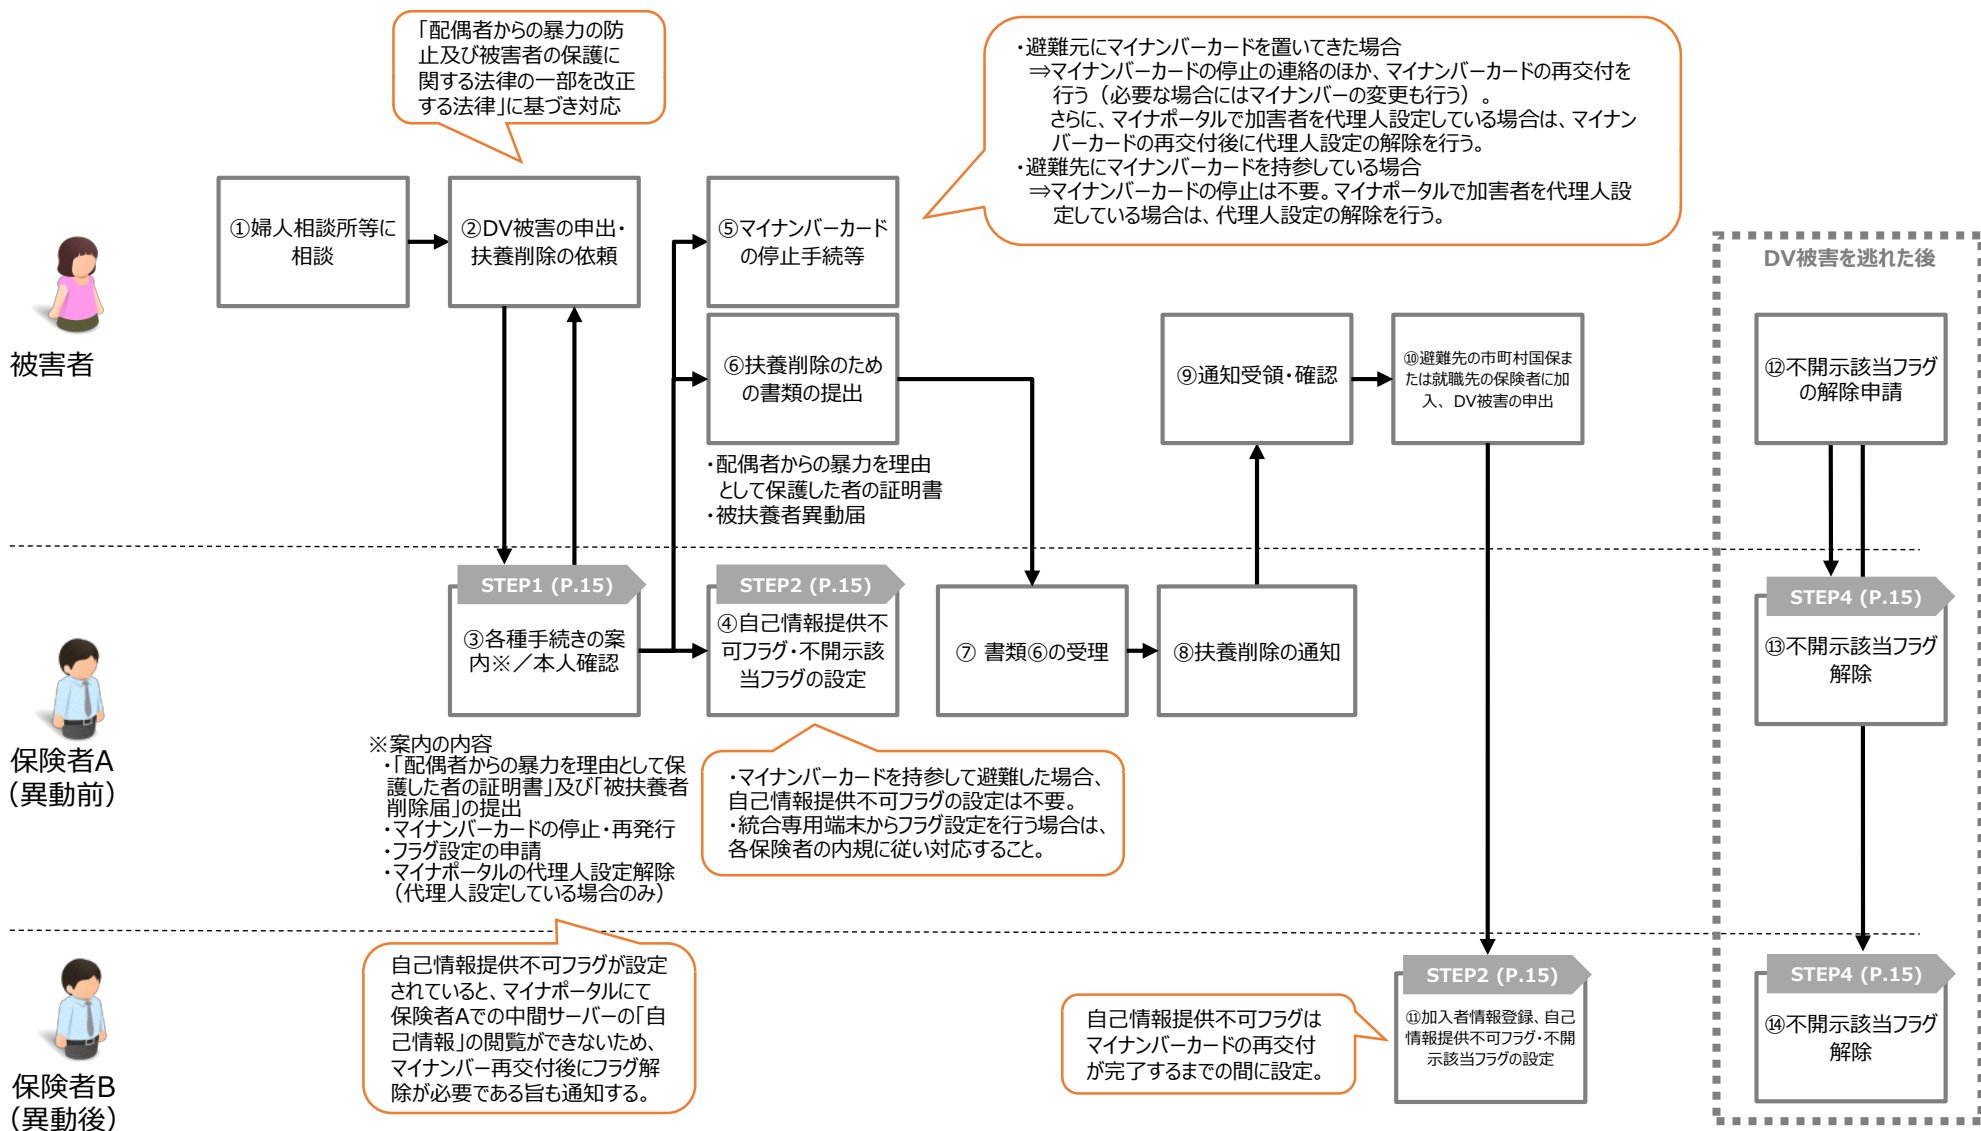 「配偶者からの暴力の防
止及び被害者の保護に
関する法律の一部を改正
する法律」に基づき対応
・避難元にマイナンバーカードを置いてきた場合
⇒マイナンバーカードの停止の連絡のほか、マイナンバーカードの再交付を
行う（必要な場合にはマイナンバーの変更も行う）。
さらに、マイナポータルで加害者を代理人設定している場合は、マイナン
バーカードの再交付後に代理人設定の解除を行う。
・避難先にマイナンバーカードを持参している場合
⇒マイナンバーカードの停止は不要。マイナポータルで加害者を代理人設
定している場合は、代理人設定の解除を行う。
①婦人相談所等に
相談
②DV被害の申出・
扶養削除の依頼
⑤マイナンバーカード
の停止手続等
DV被害を逃れた後
被害者
⑥扶養削除のため
の書類の提出
⑨通知受領・確認
⑩避難先の市町村国保ま
たは就職先の保険者に加
入、DV被害の申出
⑫不開示該当フラグ
の解除申請
・配偶者からの暴力を理由
として保護した者の証明書
・被扶養者異動届
STEP1 (P.15)
③各種手続きの案
内※／本人確認
STEP2 (P.15)
④自己情報提供不
可フラグ・不開示該
当フラグの設定
⑦ 書類⑥の受理
⑧扶養削除の通知
STEP4 (P.15)
⑬不開示該当フラグ
解除
保険者A
（異動前）
※案内の内容
・「配偶者からの暴力を理由として保
護した者の証明書」及び「被扶養者
削除届」の提出
・マイナンバーカードの停止・再発行
・フラグ設定の申請
・マイナポータルの代理人設定解除
（代理人設定している場合のみ）
・マイナンバーカードを持参して避難した場合、
自己情報提供不可フラグの設定は不要。
・統合専用端末からフラグ設定を行う場合は、
各保険者の内規に従い対応すること。
自己情報提供不可フラグが設定
されていると、マイナポータルにて
保険者Aでの中間サーバーの「自
己情報」の閲覧ができないため、
マイナンバー再交付後にフラグ解
除が必要である旨も通知する。
自己情報提供不可フラグは
マイナンバーカードの再交付
が完了するまでの間に設定。
STEP2 (P.15)
⑪加入者情報登録、自己
情報提供不可フラグ・不開
示該当フラグの設定
STEP4 (P.15)
⑭不開示該当フラグ
解除
保険者B
（異動後）